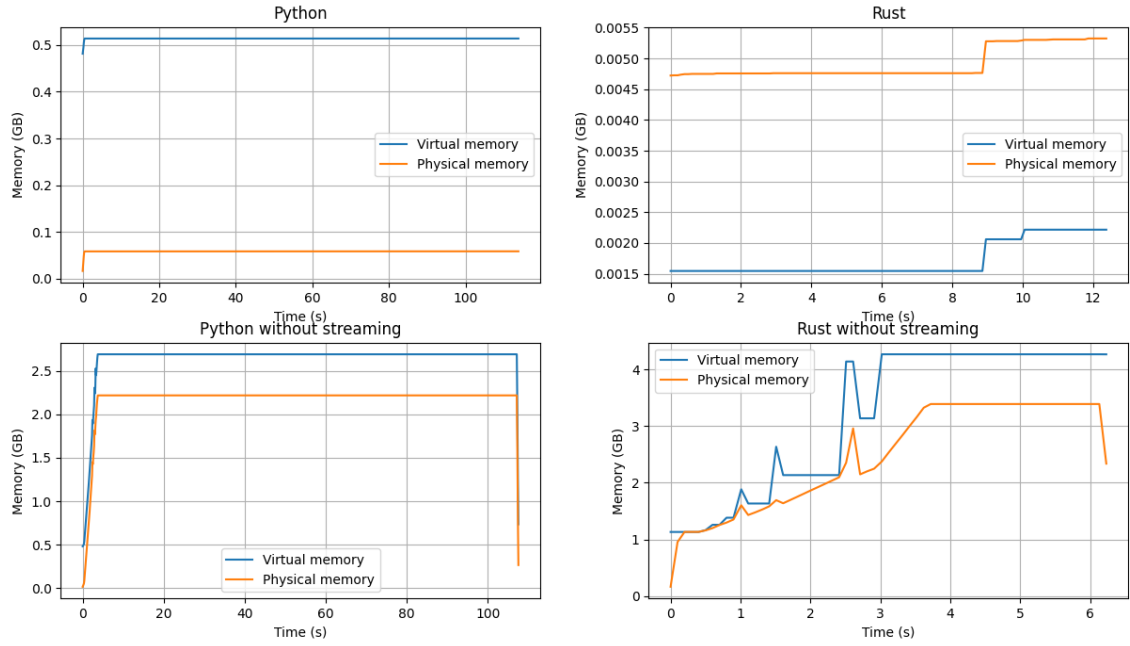 Python
Memory (GB)
0.5
0.4
0.3
0.2
0.1
0.0
Virtual memory
Physical memory
0 20 40 60 80 100
Time (s)
Rust
Memory (GB)
0.0055
0.0050
0.0045
0.0040
0.0035
0.0030
0.0025
0.0020
0.0015
Virtual memory
Physical memory
0 2 4 6 8 10 12
Time (s)
Python without streaming
Memory (GB)
2.5
2.0
1.5
1.0
0.5
0.0
Virtual memory
Physical memory
0 20 40 60 80 100
Time (s)
Rust without streaming
Memory (GB)
4
3
2
1
0
Virtual memory
Physical memory
0 1 2 3 4 5 6
Time (s)